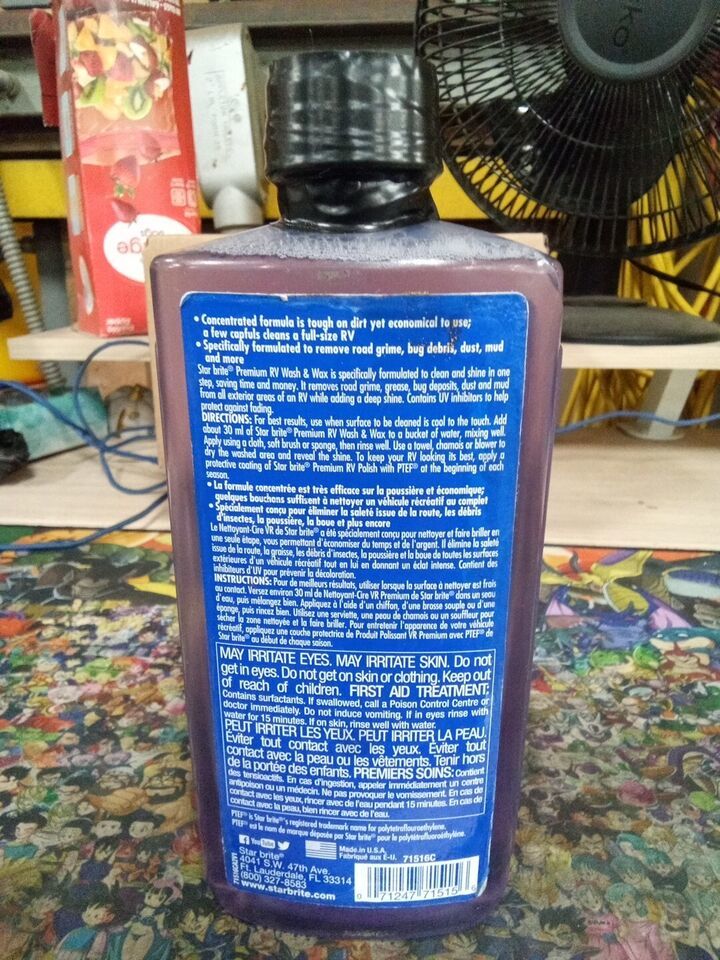 • Concentrated formula is tough on dirt yet economical to use;
a few capfuls cleans a full-size RV
• Specifically formulated to remove road grime, bug debris, dust, mud
and more
Star brite® Premium RV Wash & Wax is specifically formulated to clean and shine in one
step, saving time and money. It removes road grime, grease, bug deposits, dust and mud
from all exterior areas of an RV while adding a deep shine. Contains UV inhibitors to help
protect against fading.
DIRECTIONS: For best results, use when surface to be cleaned is cool to the touch. Add
about 30 ml of Star brite® Premium RV Wash & Wax to a bucket of water, mixing well.
Apply using a cloth, soft brush or sponge, then rinse well. Use a towel, chamois or blower to
dry the washed area and reveal the shine. To keep your RV looking its best, apply a
protective coating of Star brite® Premium RV Polish with PTEF® at the beginning of each
season.
• La formule concentrée est très efficace sur la poussière et économique;
quelques bouchons suffisent à nettoyer un véhicule récréatif au complet
• Spécialement conçu pour éliminer la saleté issue de la route, les débris
d'insectes, la poussière, la boue et plus encore
Le Nettoyant-Cire VR de Star brite® a été spécialement conçu pour nettoyer et faire briller en
une seule étape, vous permettant d'économiser du temps et de l'argent. Il élimine la saleté
issue de la route, la graisse, les débris d'insectes, la poussière et la boue de toutes les surfaces
extérieures d'un véhicule récréatif tout en lui en donnant un éclat intense. Contient des
inhibiteurs d'UV pour prévenir la décoloration.
INSTRUCTIONS: Pour de meilleurs résultats, utiliser lorsque la surface à nettoyer est frais
au contact. Versez environ 30 ml de Nettoyant-Cire VR Premium de Star brite® dans un seau
d'eau, puis mélangez bien. Appliquez à l'aide d'un chiffon, d'une brosse souple ou d'une
éponge, puis rincez bien. Utilisez une serviette, une peau de chamois ou un souffleur pour
sécher la zone nettoyée et la faire briller. Pour entretenir l'apparence de votre véhicule
récréatif, appliquez une couche protectrice de Produit Polissant VR Premium avec PTEF® de
Star brite® au début de chaque saison.
MAY IRRITATE EYES. MAY IRRITATE SKIN. Do not
get in eyes. Do not get on skin or clothing. Keep out
of reach of children. FIRST AID TREATMENT:
Contains surfactants. If swallowed, call a Poison Control Centre or
doctor immediately. Do not induce vomiting. If in eyes rinse with
water for 15 minutes. If on skin, rinse well with water.
PEUT IRRITER LES YEUX. PEUT IRRITER LA PEAU.
Éviter tout contact avec les yeux. Éviter tout
contact avec la peau ou les vêtements. Tenir hors
de la portée des enfants. PREMIERS SOINS: Contient
des tensioactifs. En cas d'ingestion, appeler immédiatement un centre
antipoison ou un médecin. Ne pas provoquer le vomissement. En cas de
contact avec les yeux, rincer avec de l'eau pendant 15 minutes. En cas de
contact avec la peau, bien rincer avec de l'eau.
PTEF® is Star brite®'s registered trademark name for polytetrafluoroethylene.
PTEF® est le nom de marque déposée par Star brite® pour le polytétrafluoroéthylène.
YouTube
Star brite®
4041 S.W. 47th Ave.
Ft. Lauderdale, FL 33314
(800) 327-8583
www.starbrite.com
Made in U.S.A.
Fabriqué aux É-U. 71516C
0 71247 71515 6
ko